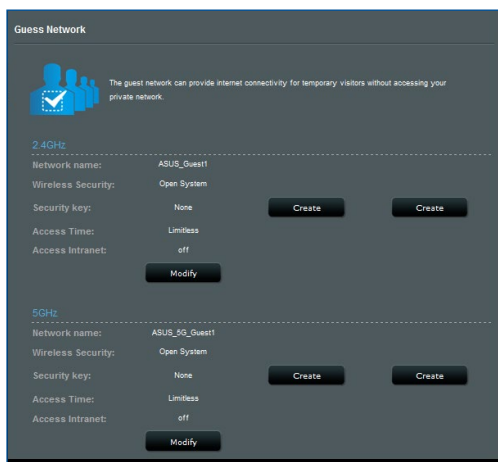 Guess Network
The guest network can provide internet connectivity for temporary visitors without accessing your
private network.
2.4GHz
Network name: ASUS_Guest1
Wireless Security: Open System
Security key: None Create Create
Access Time: Limitless
Access Intranet: off
Modify
5GHz
Network name: ASUS_5G_Guest1
Wireless Security: Open System
Security key: None Create Create
Access Time: Limitless
Access Intranet: off
Modify